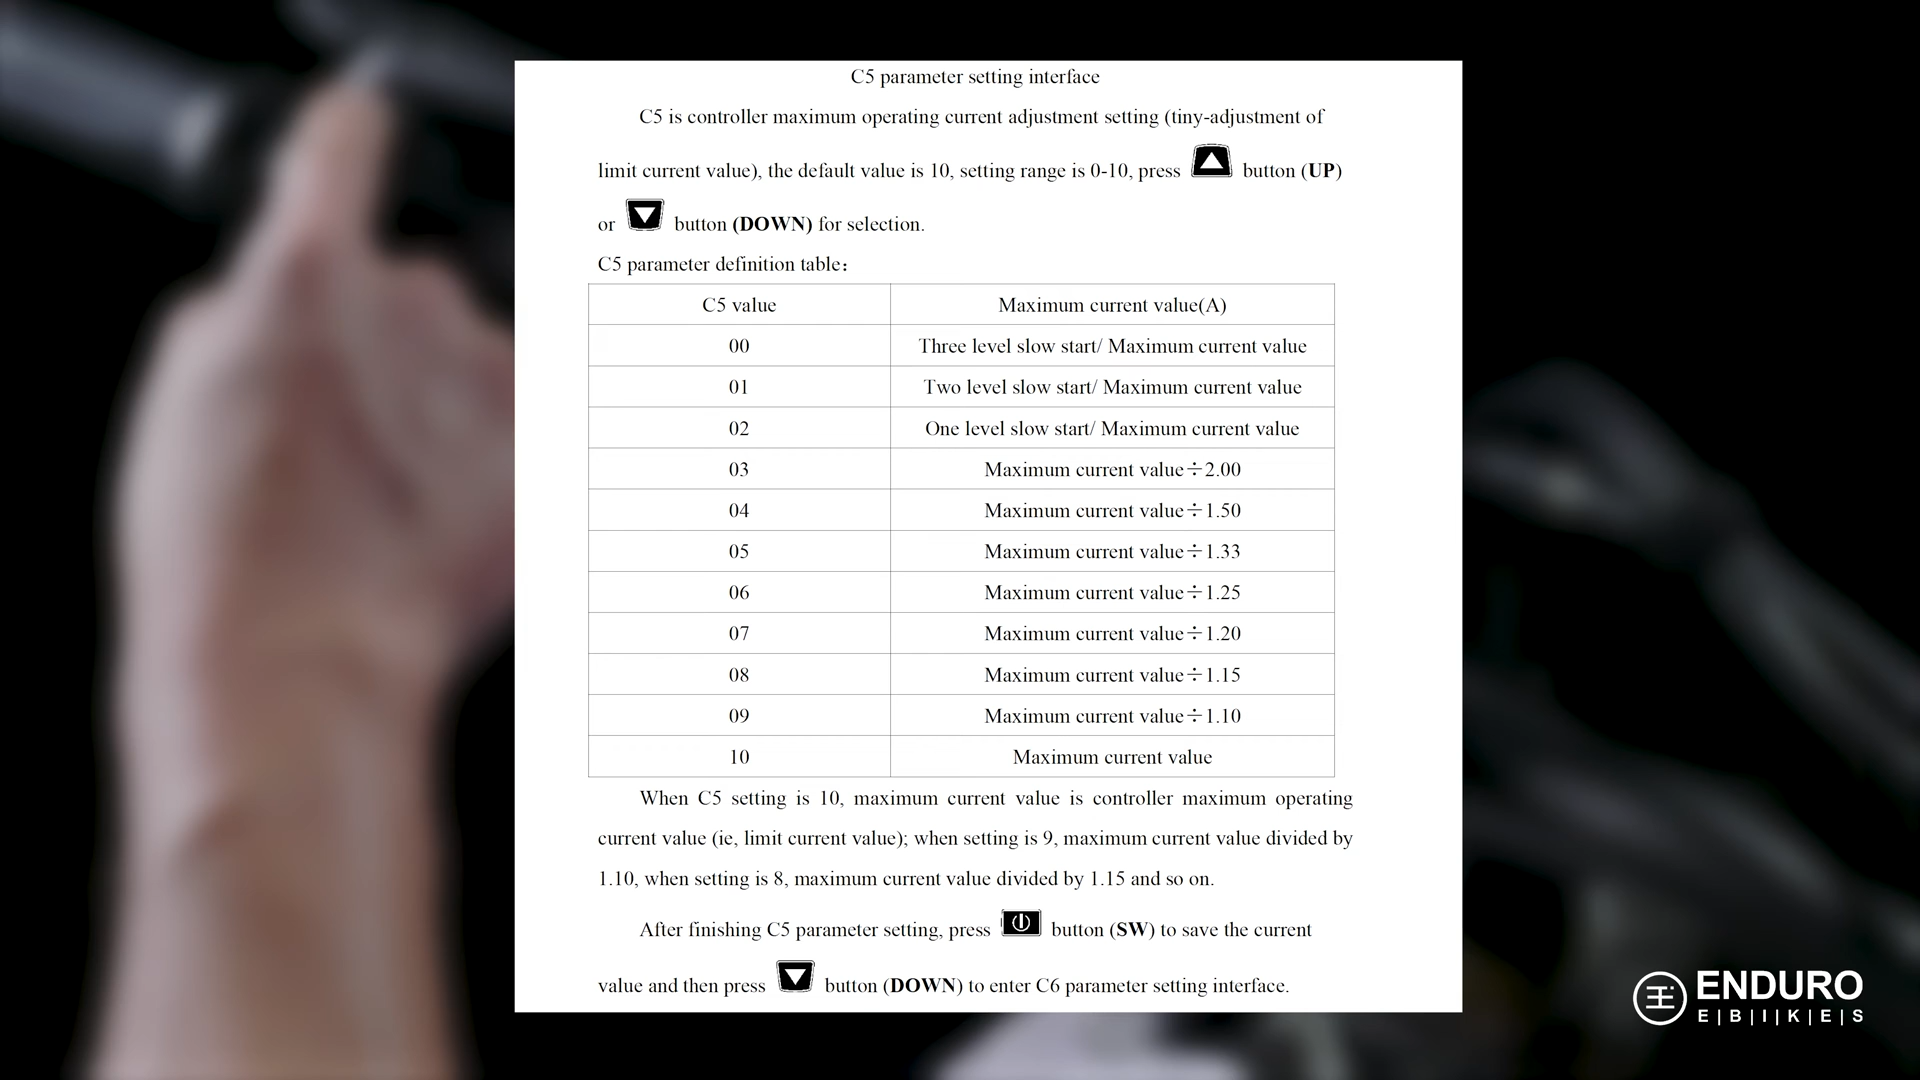 C5 parameter setting interface
C5 is controller maximum operating current adjustment setting (tiny-adjustment of
limit current value), the default value is 10, setting range is 0-10, press button (UP)
or button (DOWN) for selection.
C5 parameter definition table：
C5 value Maximum current value(A)
00 Three level slow start/ Maximum current value
01 Two level slow start/ Maximum current value
02 One level slow start/ Maximum current value
03 Maximum current value÷2.00
04 Maximum current value÷1.50
05 Maximum current value÷1.33
06 Maximum current value÷1.25
07 Maximum current value÷1.20
08 Maximum current value÷1.15
09 Maximum current value÷1.10
10 Maximum current value
When C5 setting is 10, maximum current value is controller maximum operating
current value (ie, limit current value); when setting is 9, maximum current value divided by
1.10, when setting is 8, maximum current value divided by 1.15 and so on.
After finishing C5 parameter setting, press button (SW) to save the current
value and then press button (DOWN) to enter C6 parameter setting interface.
ENDURO
E|B|I|K|E|S